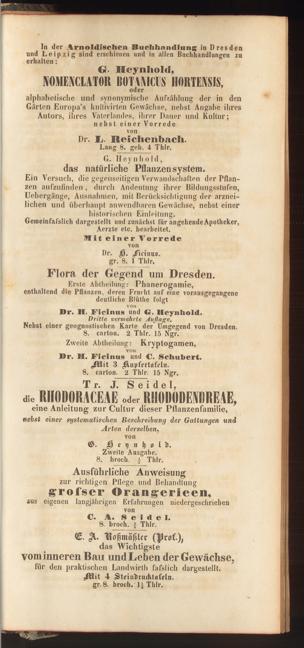 In der Arnoldischen Buchhandlung in Dresden
und Leipzig sind erschienen und in allen Buchhandlungen zu
erhalten:
G. Heynhold,
NOMENCLATOR BOTANICUS HORTENSIS,
oder
alphabetische und synonymische Aufzählung der in den
Gärten Europa's kultivirten Gewächse, nebst Angabe ihres
Autors, ihres Vaterlandes, ihrer Dauer und Kultur;
nebst einer Vorrede
von
Dr. L. Reichenbach.
Lang 8. geh. 4 Thlr.
G. Heynhold,
das natürliche Pflanzensystem.
Ein Versuch, die gegenseitigen Verwandschaften der Pflan-
zen aufzufinden, durch Andeutung ihrer Bildungsstufen,
Uebergänge, Ausnahmen, mit Berücksichtigung der arznei-
lichen und überhaupt anwendbaren Gewächse, nebst einer
historischen Einleitung.
Gemeinfafslich dargestellt und zunächst für angehende Apotheker,
Aerzte etc. bearbeitet.
Mit einer Vorrede
von
Dr. H. Ficinus.
gr. 8. 1 Thlr.
Flora der Gegend um Dresden.
Erste Abtheilung: Phanerogamie,
enthaltend die Pflanzen, deren Frucht auf eine vorausgegangene
deutliche Blüthe folgt
von
Dr. H. Ficinus und G. Heynhold.
Dritte vermehrte Auflage.
Nebst einer geognostischen Karte der Umgegend von Dresden.
8. carton. 2 Thlr. 15 Ngr.
Zweite Abtheilung: Kryptogamen,
von
Dr. H. Ficinus und C. Schubert.
Mit 3 Kupfertafeln.
8. carton. 2 Thlr. 15 Ngr.
Tr. J. Seidel,
die RHODORACEAE oder RHODODENDREAE,
eine Anleitung zur Cultur dieser Pflanzenfamilie,
nebst einer systematischen Beschreibung der Gattungen und
Arten derselben,
von
G. Heynhold.
Zweite Ausgabe.
8. broch. Thlr.
Ausführliche Anweisung
zur richtigen Pflege und Behandlung
grofser Orangerieen,
aus eigenen langjährigen Erfahrungen niedergeschrieben
von
C. A. Seidel.
8. broch. Thlr.
E. A. Roßmäßler (Prof.),
das Wichtigste
vom inneren Bau und Leben der Gewächse,
für den praktischen Landwirth fafslich dargestellt.
Mit 4 Steindrucktafeln.
gr. 8. broch. Thlr.